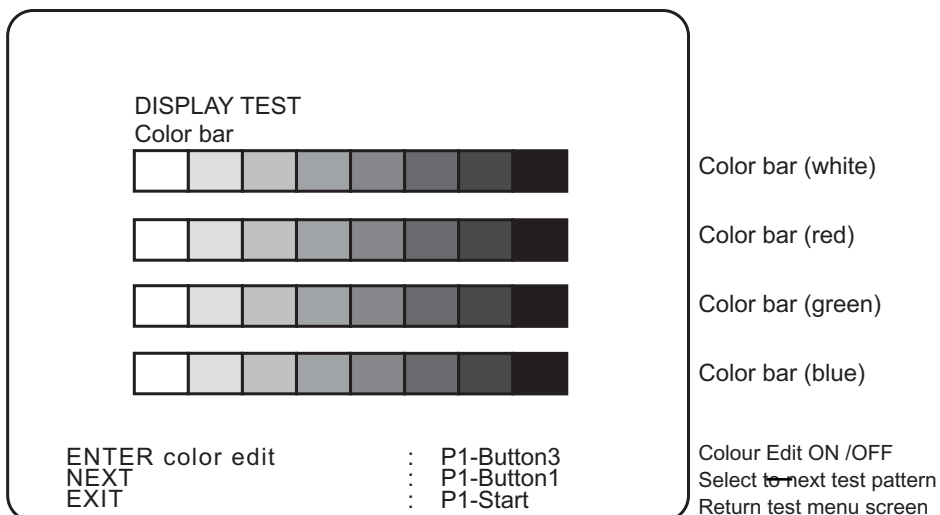 DISPLAY TEST
Color bar
Color bar (white)
Color bar (red)
Color bar (green)
Color bar (blue)
ENTER color edit : P1-Button3 Colour Edit ON /OFF
NEXT : P1-Button1 Select to next test pattern
EXIT : P1-Start Return test menu screen